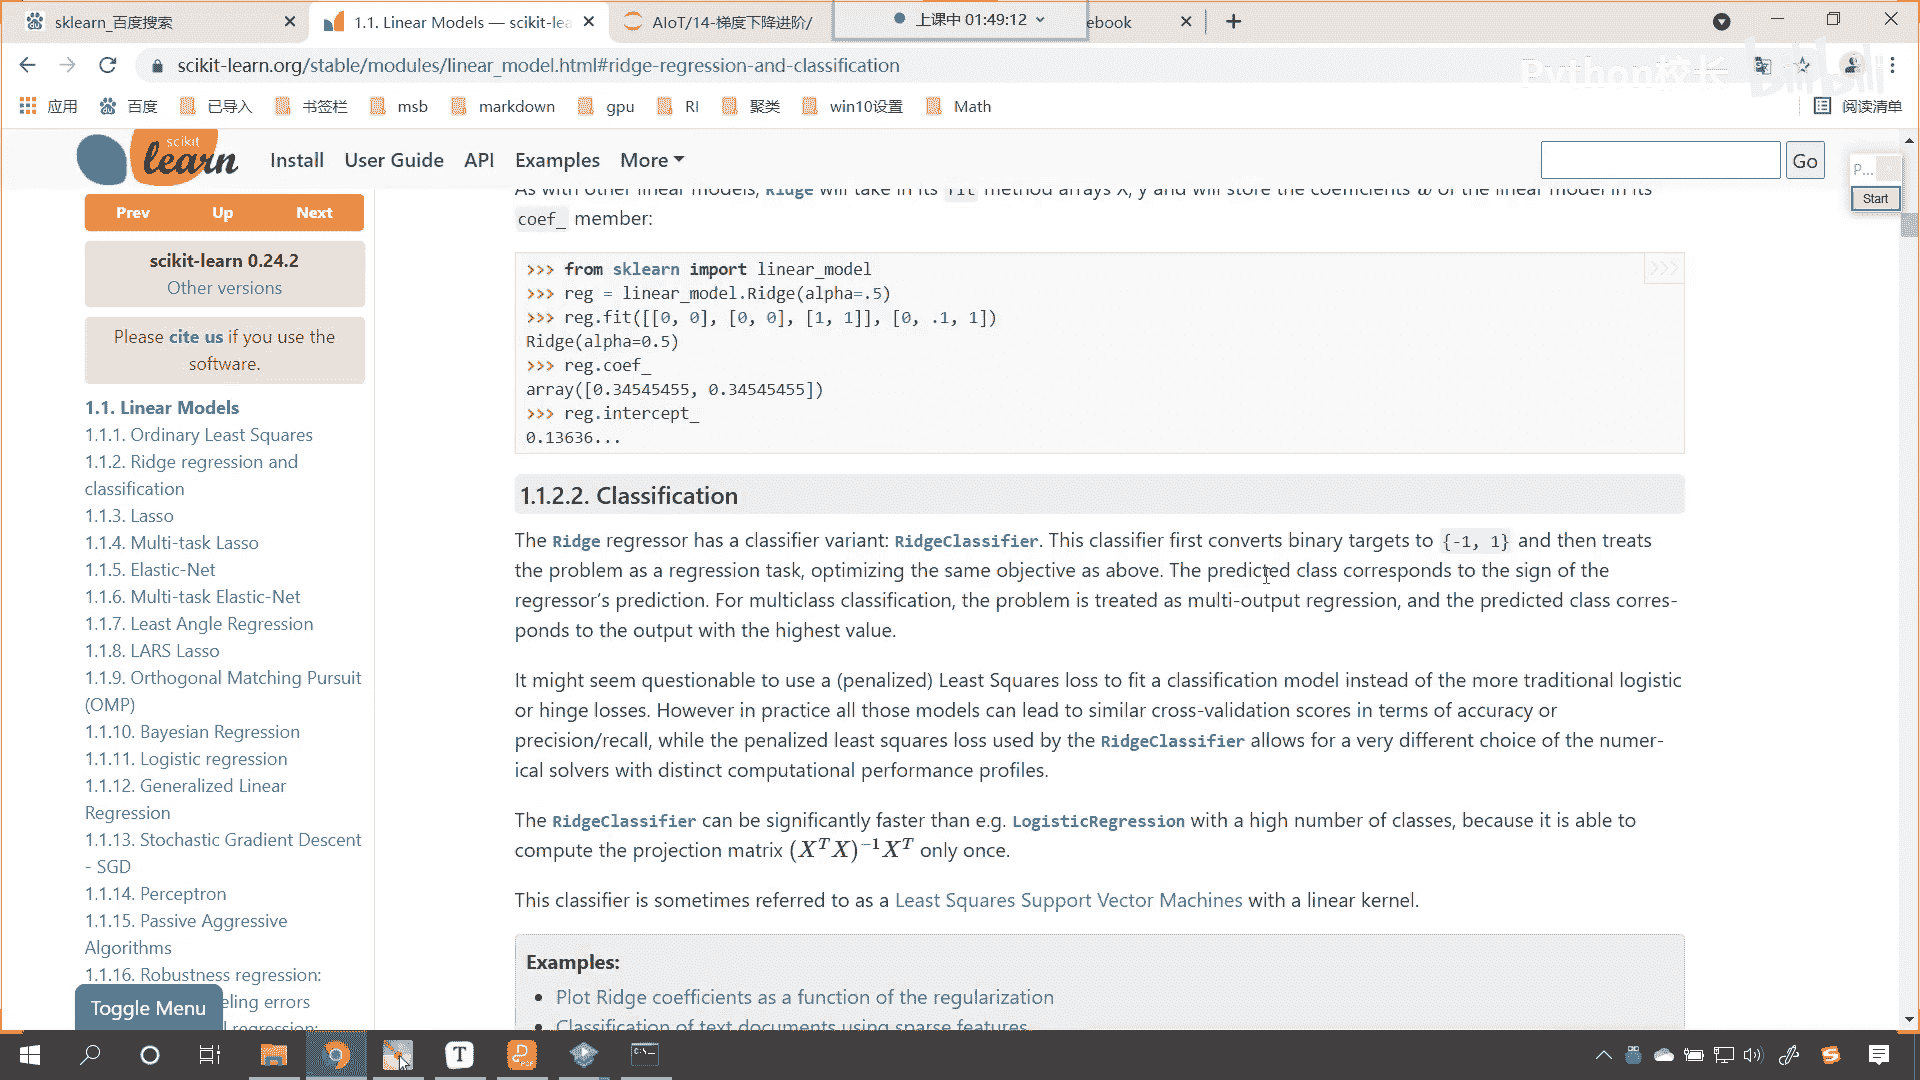 sklearn_百度搜索
1.1. Linear Models — scikit-lea
AIoT/14-梯度下降进阶/
上课中 01:49:12
ebook
scikit-learn.org/stable/modules/linear_model.html#ridge-regression-and-classification
Python校长
bilibili
应用
百度
已导入
书签栏
msb
markdown
gpu
RI
聚类
win10设置
Math
阅读清单
scikit
learn
Install
User Guide
API
Examples
More
Go
P...
Start
Prev
Up
Next
scikit-learn 0.24.2
Other versions
Please cite us if you use the
software.
1.1. Linear Models
1.1.1. Ordinary Least Squares
1.1.2. Ridge regression and
classification
1.1.3. Lasso
1.1.4. Multi-task Lasso
1.1.5. Elastic-Net
1.1.6. Multi-task Elastic-Net
1.1.7. Least Angle Regression
1.1.8. LARS Lasso
1.1.9. Orthogonal Matching Pursuit
(OMP)
1.1.10. Bayesian Regression
1.1.11. Logistic regression
1.1.12. Generalized Linear
Regression
1.1.13. Stochastic Gradient Descent
- SGD
1.1.14. Perceptron
1.1.15. Passive Aggressive
Algorithms
1.1.16. Robustness regression:
eling errors
l regression:
Toggle Menu
As with other linear models, Ridge will take in its fit method arrays X, y and will store the coefficients w of the linear model in its
coef_ member:
>>>
>>> from sklearn import linear_model
>>> reg = linear_model.Ridge(alpha=.5)
>>> reg.fit([[0, 0], [0, 0], [1, 1]], [0, .1, 1])
Ridge(alpha=0.5)
>>> reg.coef_
array([0.34545455, 0.34545455])
>>> reg.intercept_
0.13636...
1.1.2.2. Classification
The Ridge regressor has a classifier variant: RidgeClassifier. This classifier first converts binary targets to {-1, 1} and then treats
the problem as a regression task, optimizing the same objective as above. The predicted class corresponds to the sign of the
regressor's prediction. For multiclass classification, the problem is treated as multi-output regression, and the predicted class corres-
ponds to the output with the highest value.
It might seem questionable to use a (penalized) Least Squares loss to fit a classification model instead of the more traditional logistic
or hinge losses. However in practice all those models can lead to similar cross-validation scores in terms of accuracy or
precision/recall, while the penalized least squares loss used by the RidgeClassifier allows for a very different choice of the numer-
ical solvers with distinct computational performance profiles.
The RidgeClassifier can be significantly faster than e.g. LogisticRegression with a high number of classes, because it is able to
compute the projection matrix (XᵀX)⁻¹Xᵀ only once.
This classifier is sometimes referred to as a Least Squares Support Vector Machines with a linear kernel.
Examples:
• Plot Ridge coefficients as a function of the regularization
• Classification of text documents using sparse features